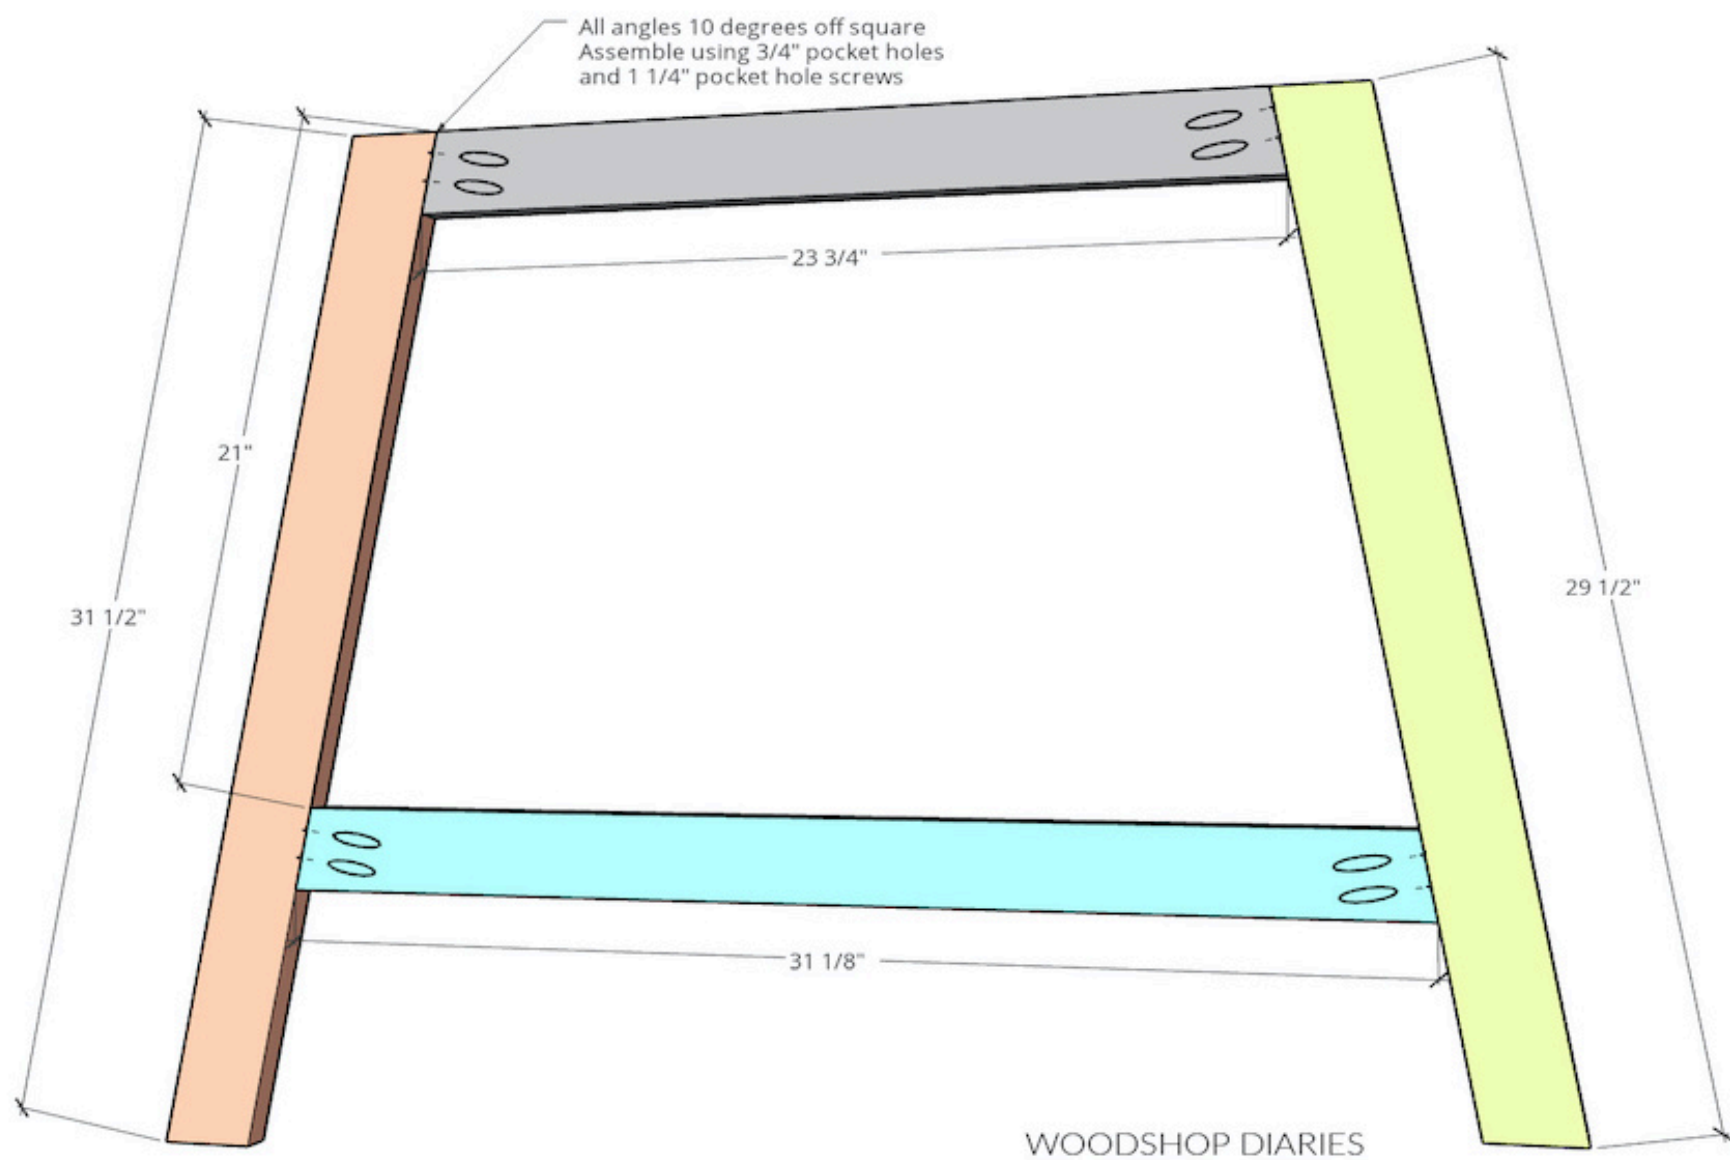 All angles 10 degrees off square
Assemble using 3/4" pocket holes
and 1 1/4" pocket hole screws
23 3/4"
21"
31 1/2"
29 1/2"
31 1/8"
WOODSHOP DIARIES